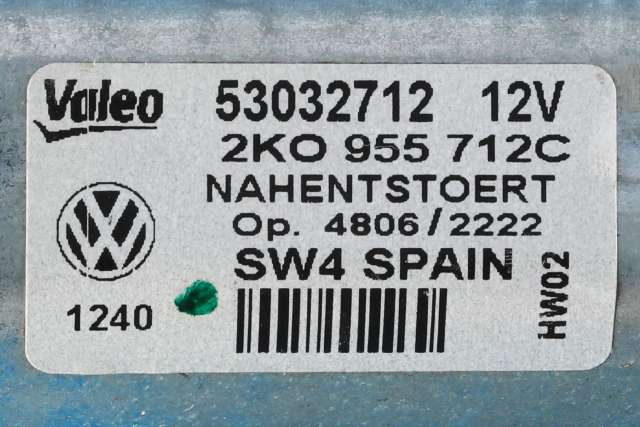 Valeo 53032712 12V
2KO 955 712C
NAHENTSTOERT
Op. 4806/2222
SW4 SPAIN
1240
HW02